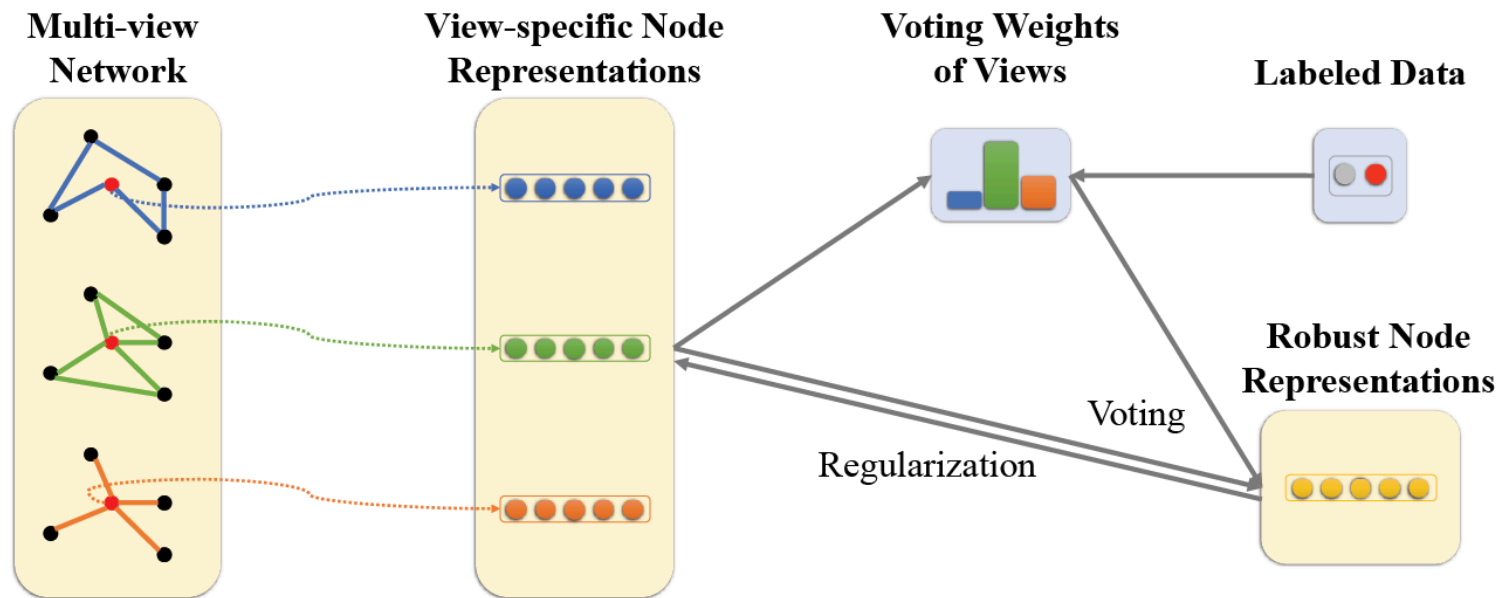 Multi-view
Network
View-specific Node
Representations
Voting Weights
of Views
Labeled Data
Robust Node
Representations
Voting
Regularization